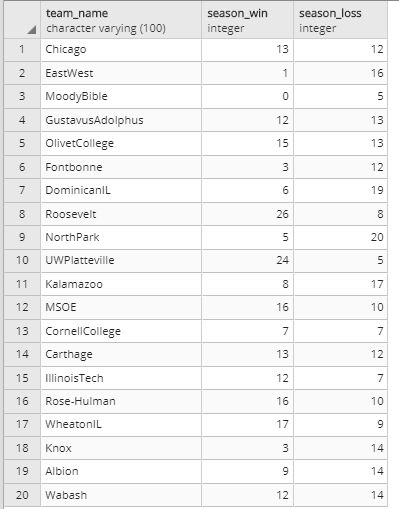 team_name season_win season_loss
character varying (100) integer integer
1 Chicago 13 12
2 EastWest 1 16
3 MoodyBible 0 5
4 GustavusAdolphus 12 13
5 OlivetCollege 15 13
6 Fontbonne 3 12
7 DominicanIL 6 19
8 Roosevelt 26 8
9 NorthPark 5 20
10 UWPlatteville 24 5
11 Kalamazoo 8 17
12 MSOE 16 10
13 CornellCollege 7 7
14 Carthage 13 12
15 IllinoisTech 12 7
16 Rose-Hulman 16 10
17 WheatonIL 17 9
18 Knox 3 14
19 Albion 9 14
20 Wabash 12 14